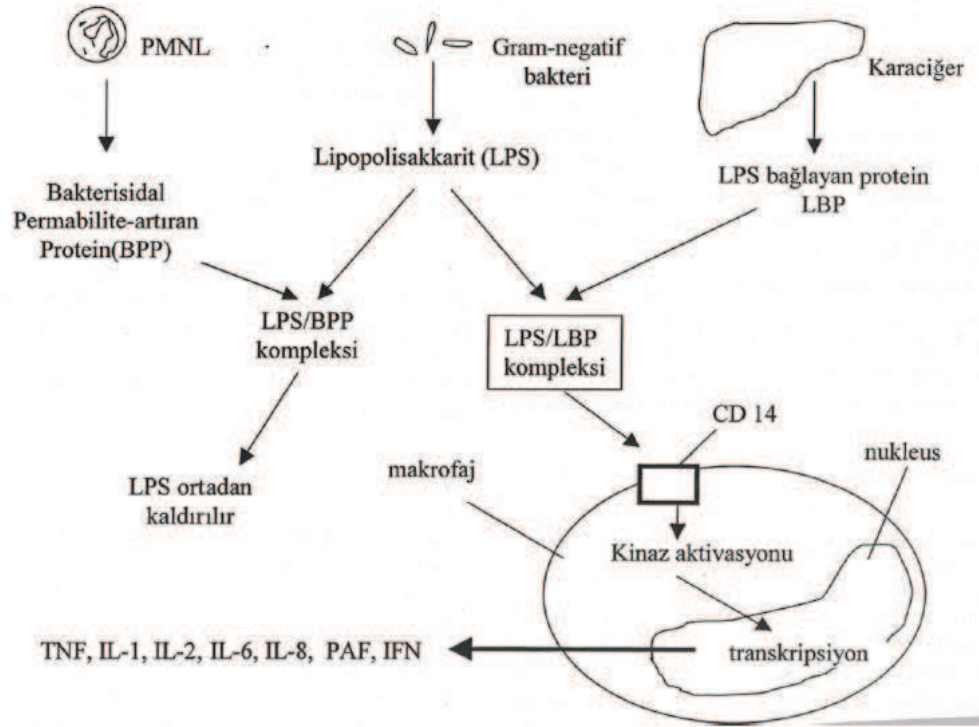 PMNL
Gram-negatif
bakteri
Karaciğer
Lipopolisakkarit (LPS)
LPS bağlayan protein
LBP
Bakterisidal
Permabilite-artıran
Protein(BPP)
LPS/BPP
kompleksi
LPS/LBP
kompleksi
CD 14
nukleus
makrofaj
LPS ortadan
kaldırılır
Kinaz aktivasyonu
transkripsiyon
TNF, IL-1, IL-2, IL-6, IL-8, PAF, IFN